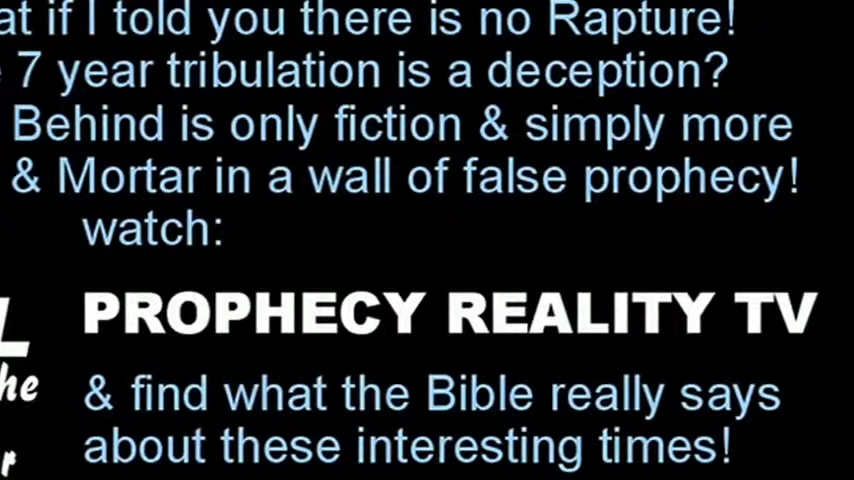 at if I told you there is no Rapture!
7 year tribulation is a deception?
Behind is only fiction & simply more
& Mortar in a wall of false prophecy!
watch:
PROPHECY REALITY TV
he
& find what the Bible really says
about these interesting times!
r